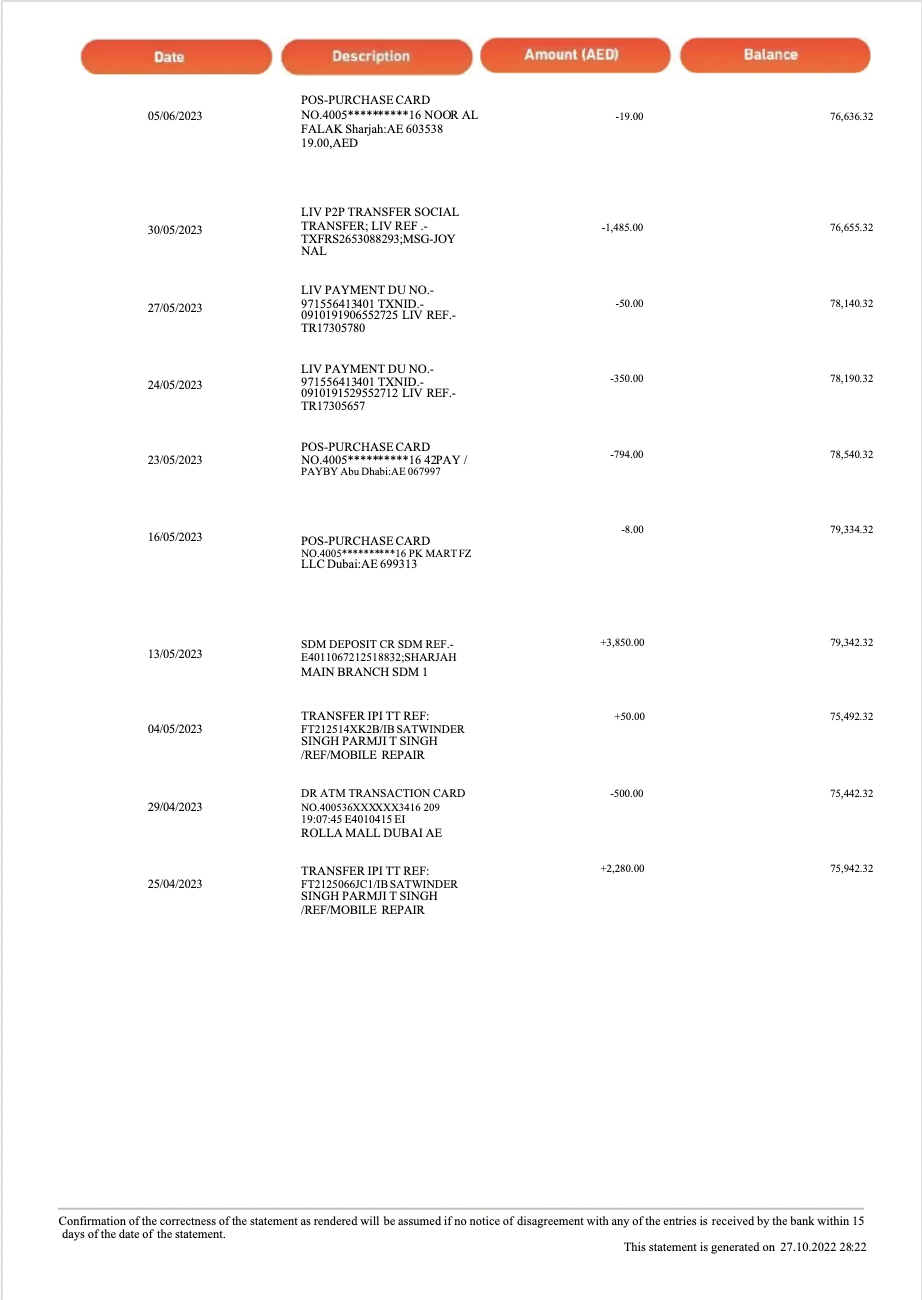 Date Description Amount (AED) Balance
POS-PURCHASE CARD
05/06/2023 NO.4005**********16 NOOR AL -19.00 76,636.32
FALAK Sharjah:AE 603538
19.00,AED
LIV P2P TRANSFER SOCIAL
30/05/2023 TRANSFER; LIV REF .- -1,485.00 76,655.32
TXFRS2653088293;MSG-JOY
NAL
LIV PAYMENT DU NO.-
27/05/2023 971556413401 TXNID.- -50.00 78,140.32
0910191906552725 LIV REF.-
TR17305780
LIV PAYMENT DU NO.-
24/05/2023 971556413401 TXNID.- -350.00 78,190.32
0910191529552712 LIV REF.-
TR17305657
POS-PURCHASE CARD
23/05/2023 NO.4005**********16 42PAY / -794.00 78,540.32
PAYBY Abu Dhabi:AE 067997
16/05/2023 -8.00 79,334.32
POS-PURCHASE CARD
NO.4005**********16 PK MART FZ
LLC Dubai:AE 699313
SDM DEPOSIT CR SDM REF.- +3,850.00 79,342.32
13/05/2023 E4011067212518832;SHARJAH
MAIN BRANCH SDM 1
TRANSFER IPI TT REF: +50.00 75,492.32
04/05/2023 FT212514XK2B/IB SATWINDER
SINGH PARMJI T SINGH
/REF/MOBILE REPAIR
DR ATM TRANSACTION CARD -500.00 75,442.32
29/04/2023 NO.400536XXXXXX3416 209
19:07:45 E4010415 EI
ROLLA MALL DUBAI AE
TRANSFER IPI TT REF: +2,280.00 75,942.32
25/04/2023 FT2125066JC1/IB SATWINDER
SINGH PARMJI T SINGH
/REF/MOBILE REPAIR
Confirmation of the correctness of the statement as rendered will be assumed if no notice of disagreement with any of the entries is received by the bank within 15
days of the date of the statement.
This statement is generated on 27.10.2022 28:22